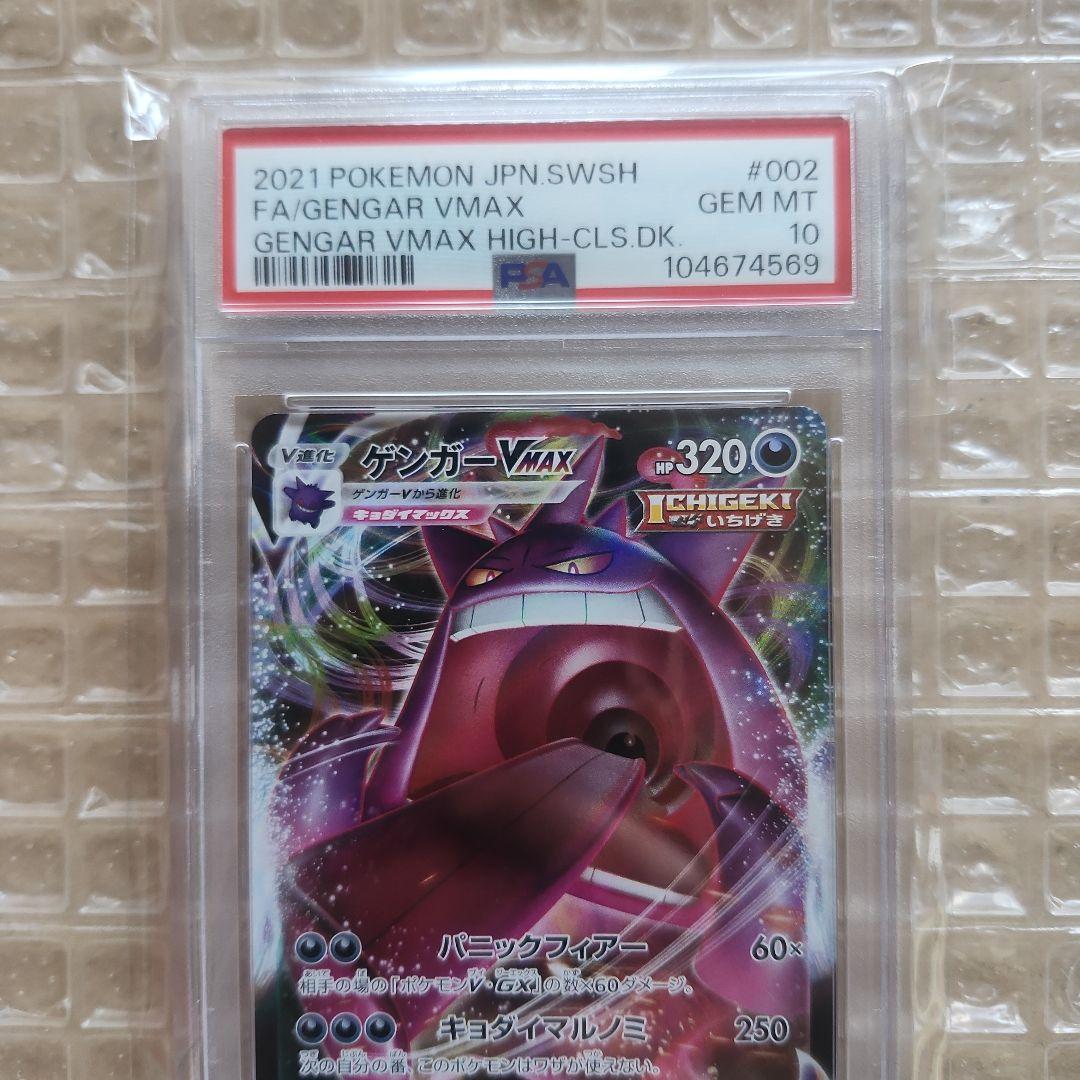 2021 POKEMON JPN.SWSH #002
FA/GENGAR VMAX GEM MT
GENGAR VMAX HIGH-CLS.DK. 10
PSA 104674569
V進化 ゲンガーVMAX HP 320
ゲンガーVから進化
キョダイマックス
ICHIGEKI
いちげき
パニックフィアー 60×
相手の場の「ポケモンV・GX」の数×60ダメージ。
キョダイマルノミ 250
次の自分の番、このポケモンはワザが使えない。